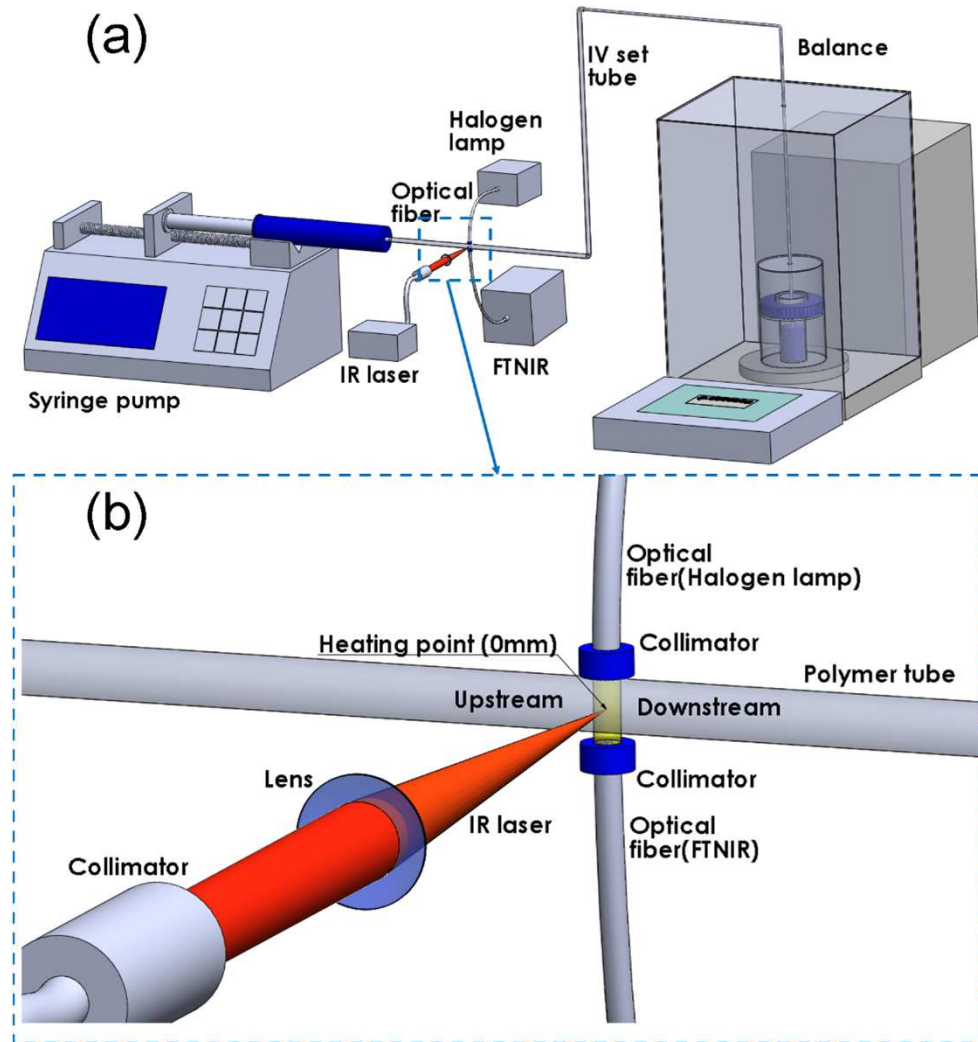 (a)
IV set
tube
Balance
Halogen
lamp
Optical
fiber
IR laser
FTNIR
Syringe pump
(b)
Optical
fiber(Halogen lamp)
Heating point (0mm)
Collimator
Polymer tube
Upstream
Downstream
Lens
Collimator
IR laser
Optical
fiber(FTNIR)
Collimator